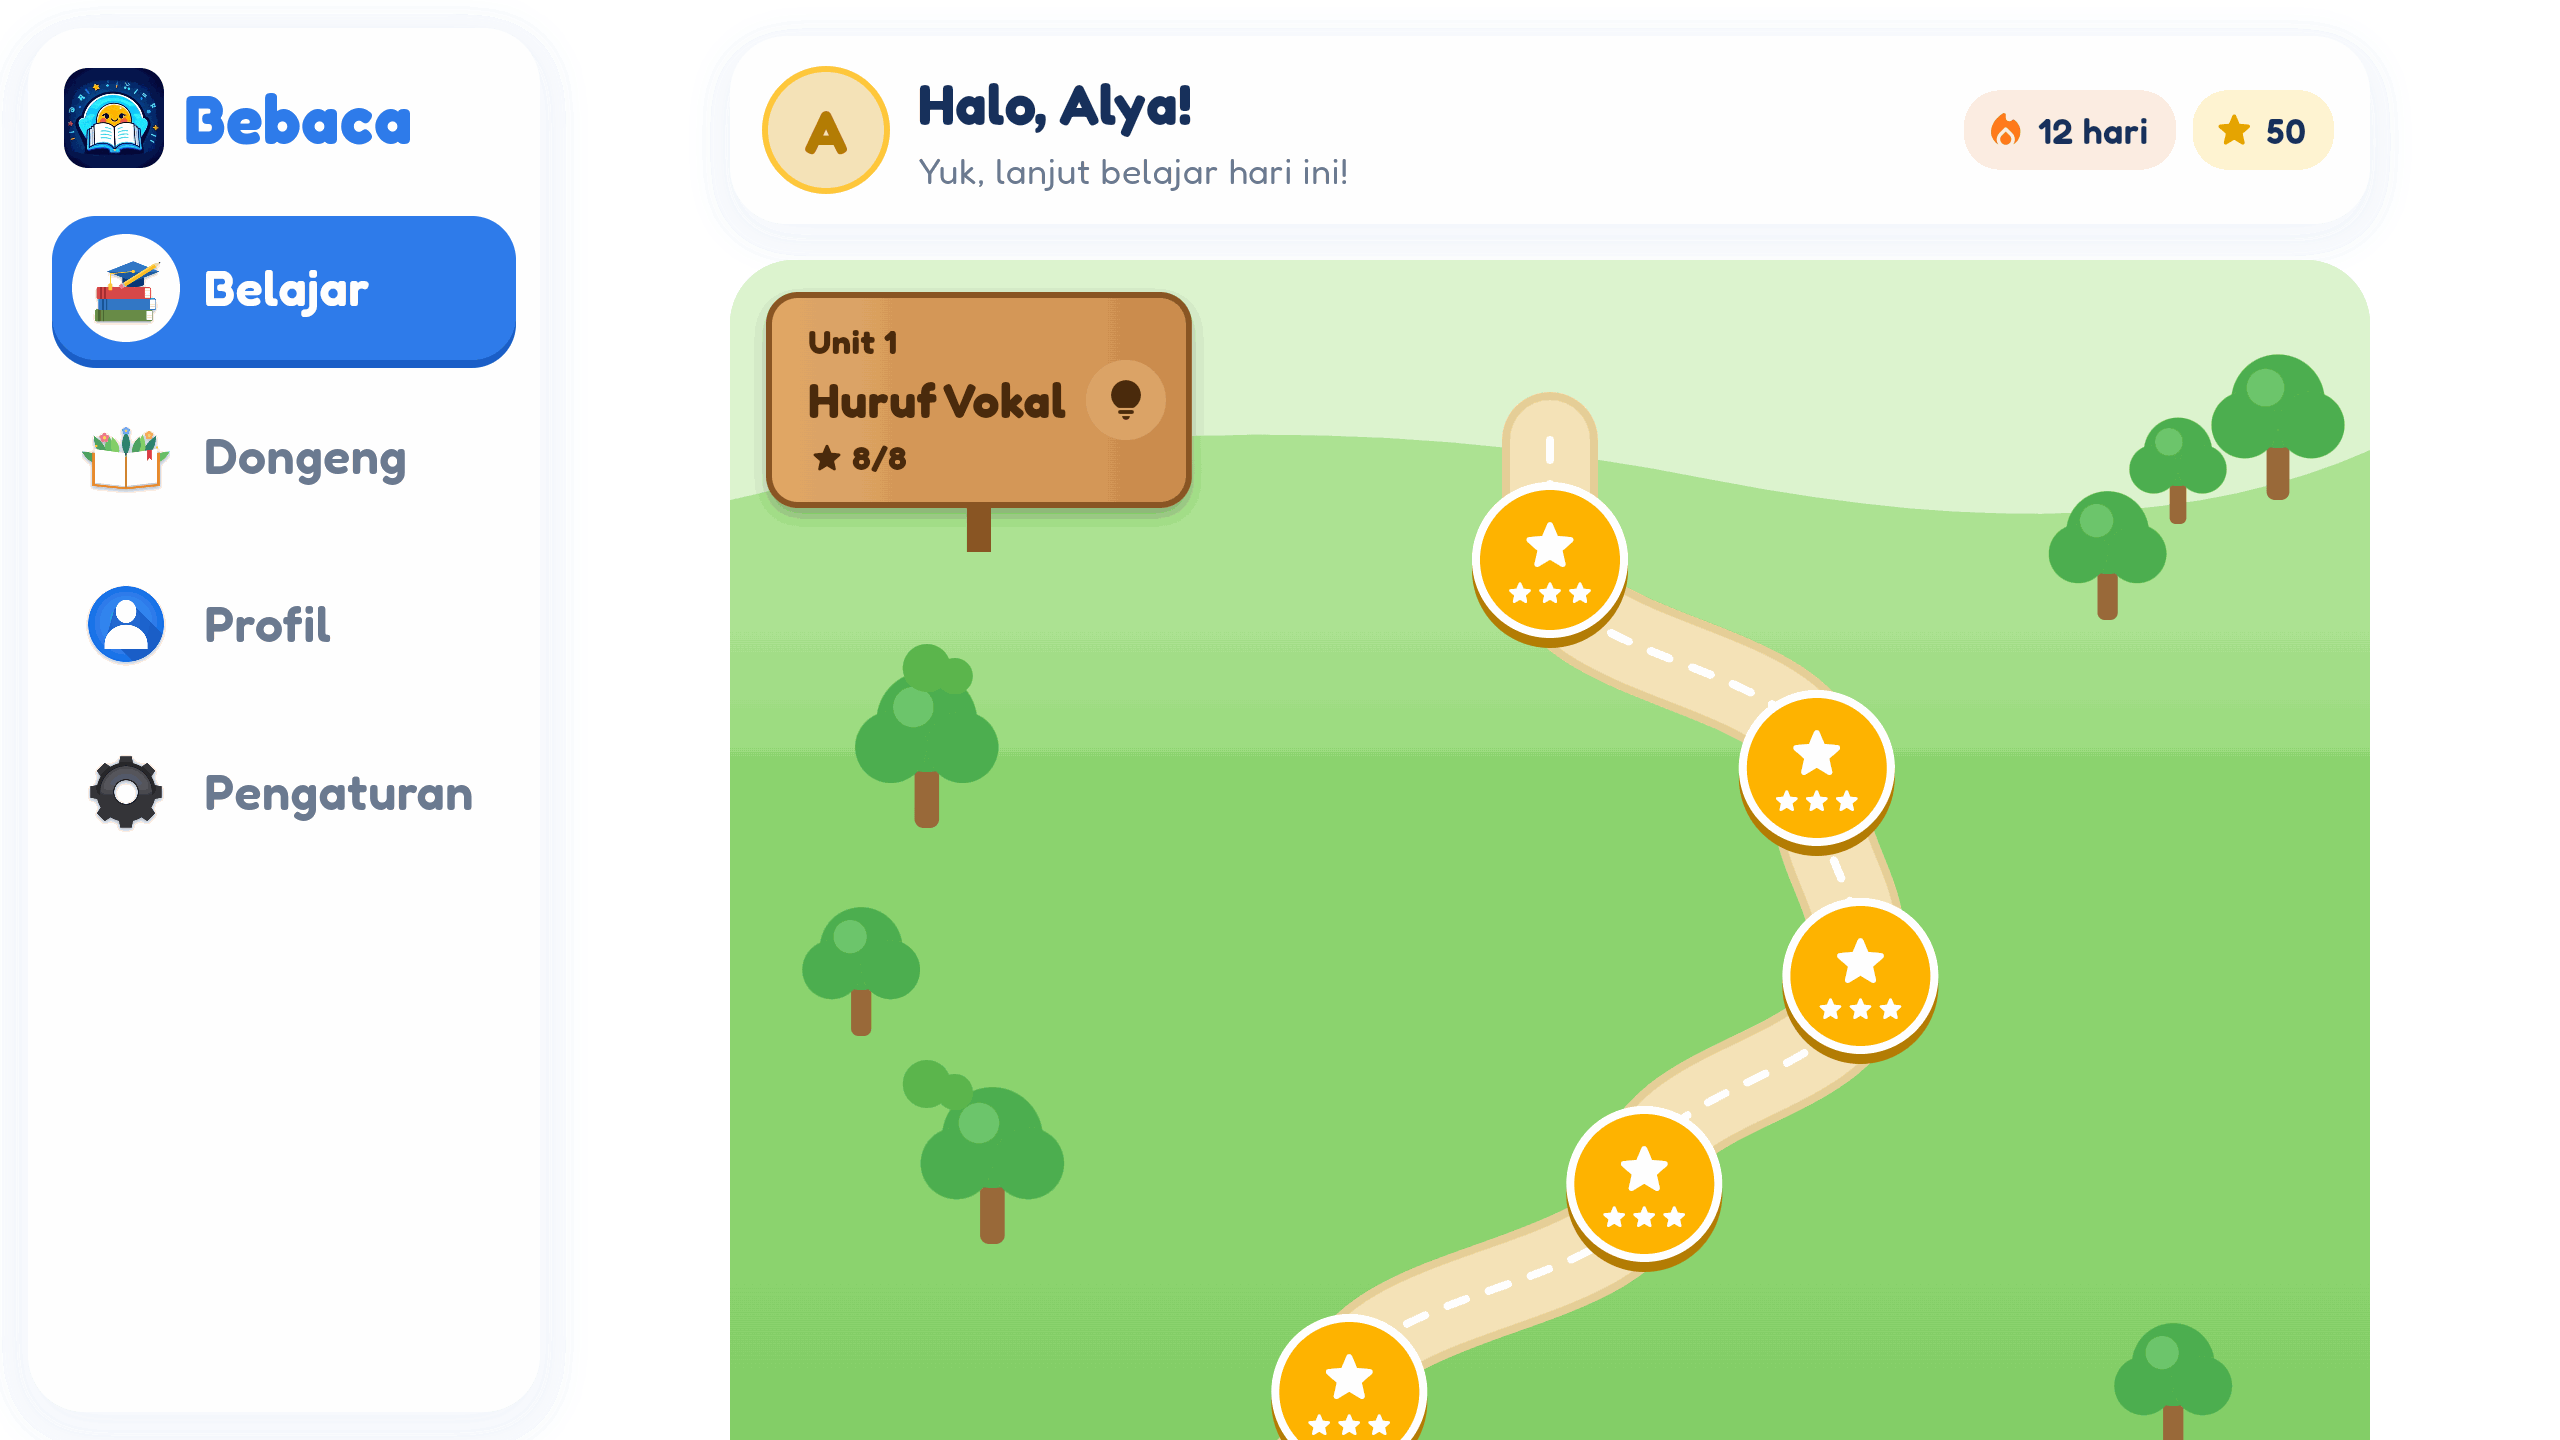 Bebaca
Belajar
Dongeng
Profil
Pengaturan
A
Halo, Alya!
Yuk, lanjut belajar hari ini!
12 hari
50
Unit 1
Huruf Vokal
8/8